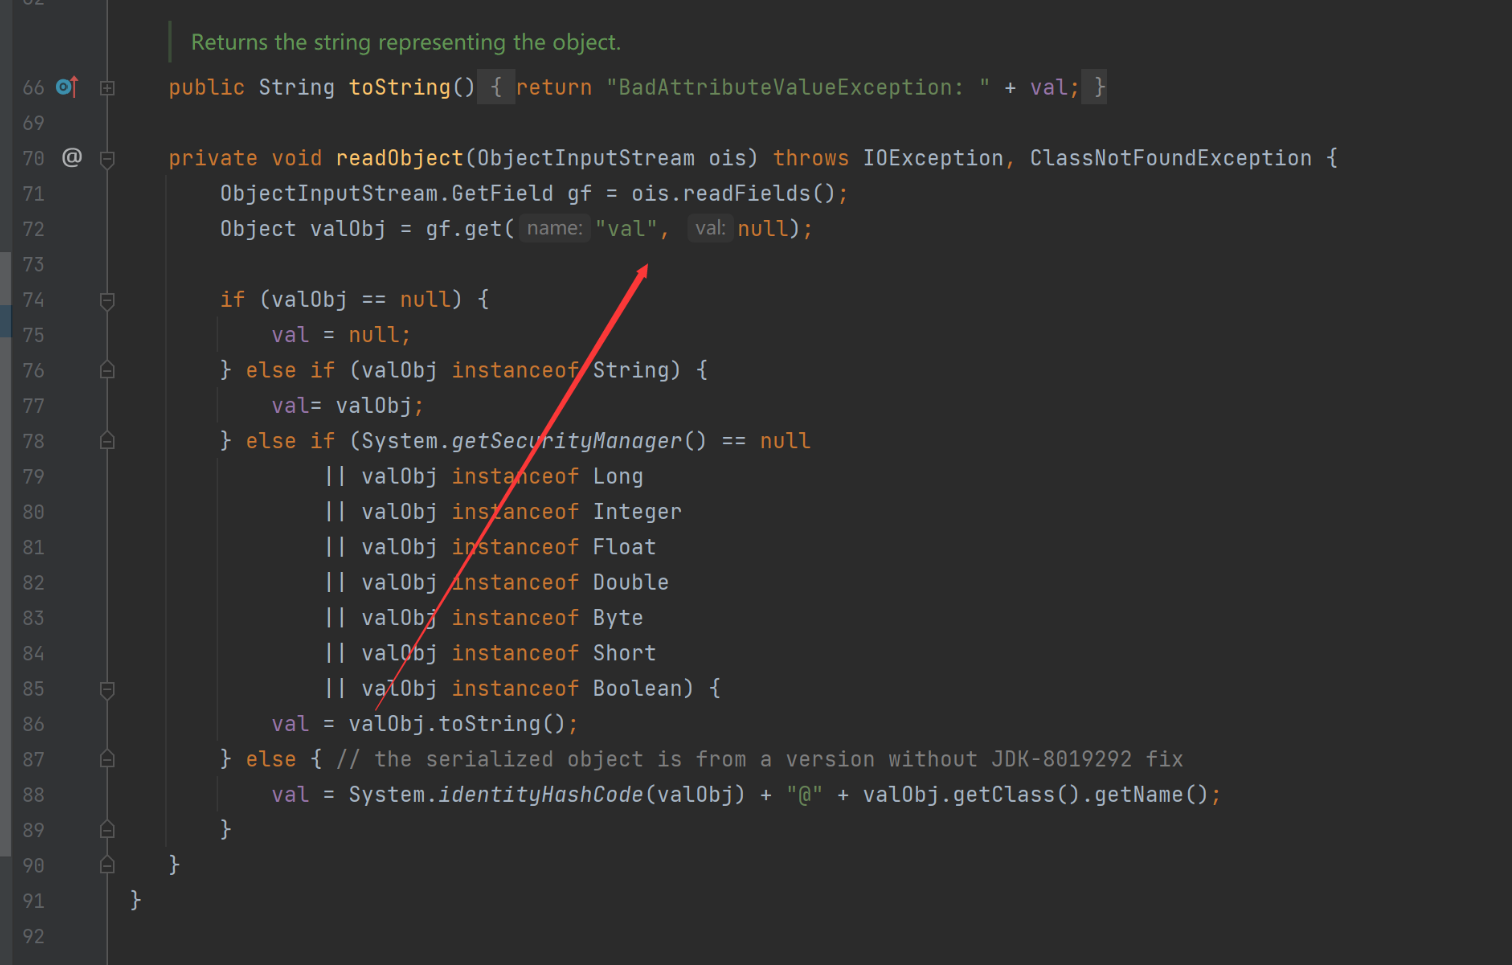 62
Returns the string representing the object.
66 public String toString() { return "BadAttributeValueException: " + val; }
69
70 @ private void readObject(ObjectInputStream ois) throws IOException, ClassNotFoundException {
71 ObjectInputStream.GetField gf = ois.readFields();
72 Object valObj = gf.get( name: "val", val: null);
73
74 if (valObj == null) {
75 val = null;
76 } else if (valObj instanceof String) {
77 val= valObj;
78 } else if (System.getSecurityManager() == null
79 || valObj instanceof Long
80 || valObj instanceof Integer
81 || valObj instanceof Float
82 || valObj instanceof Double
83 || valObj instanceof Byte
84 || valObj instanceof Short
85 || valObj instanceof Boolean) {
86 val = valObj.toString();
87 } else { // the serialized object is from a version without JDK-8019292 fix
88 val = System.identityHashCode(valObj) + "@" + valObj.getClass().getName();
89 }
90 }
91 }
92